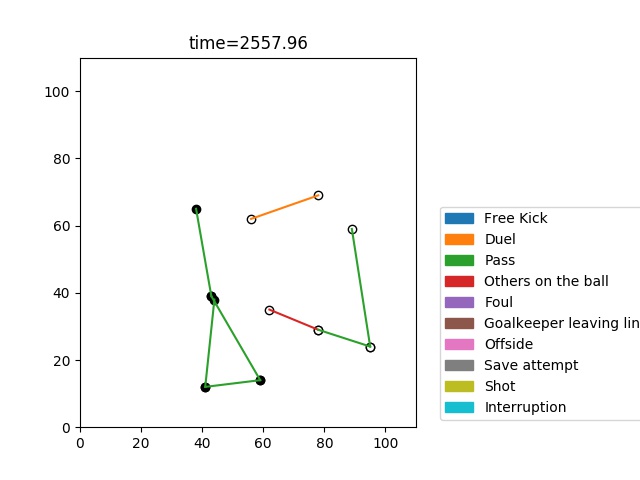 time=2557.96
100
80
60
40
20
0
0 20 40 60 80 100
Free Kick
Duel
Pass
Others on the ball
Foul
Goalkeeper leaving lin
Offside
Save attempt
Shot
Interruption